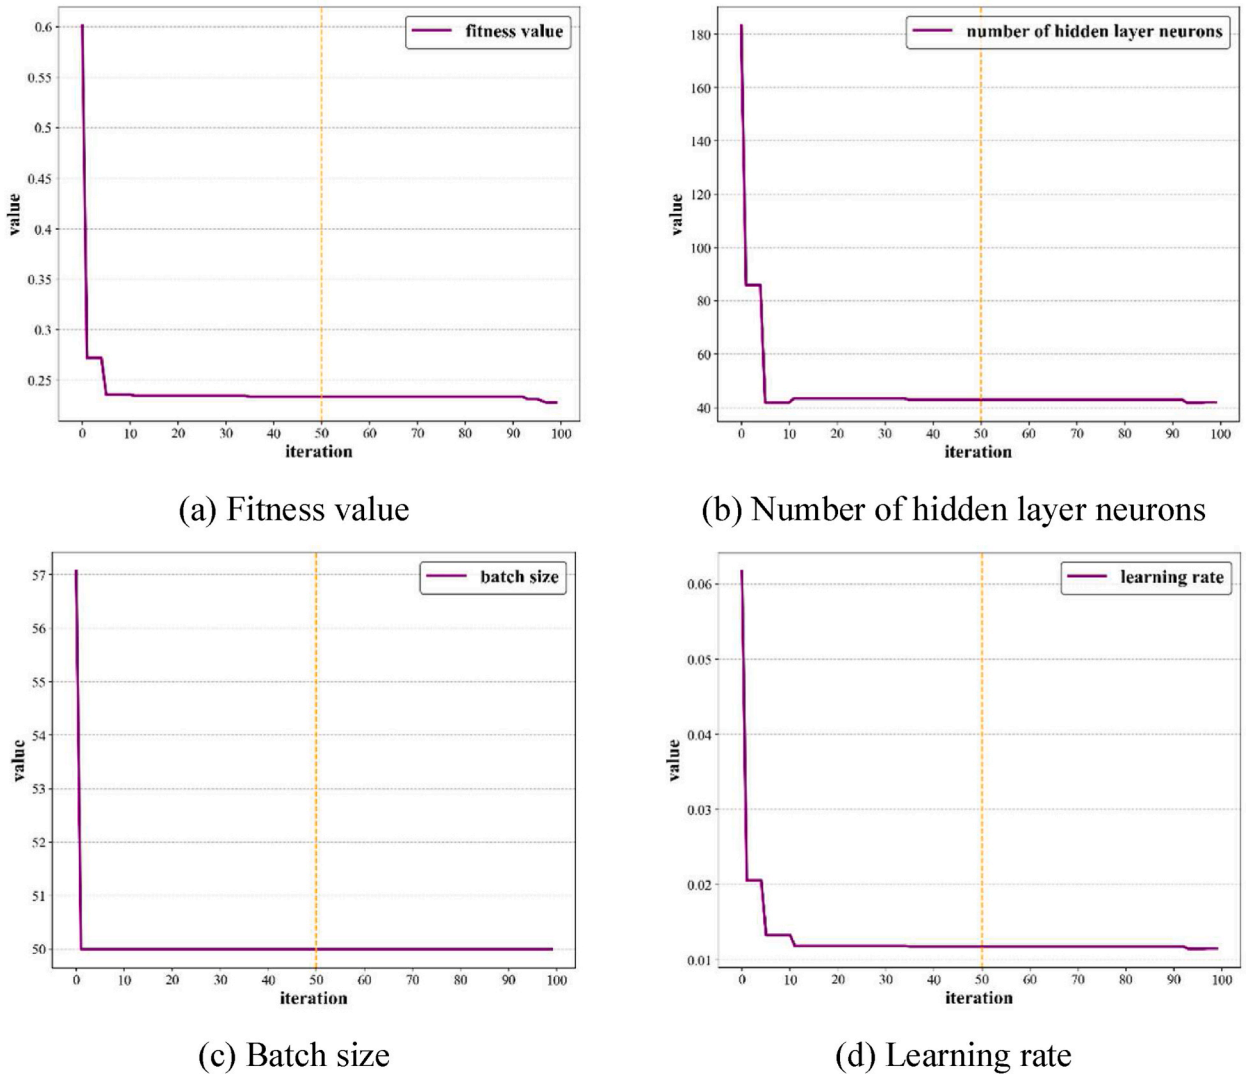 fitness value
0.6
0.55
0.5
0.45
0.4
0.35
0.3
0.25
value
0 10 20 30 40 50 60 70 80 90 100
iteration
(a) Fitness value
number of hidden layer neurons
180
160
140
120
100
80
60
40
value
0 10 20 30 40 50 60 70 80 90 100
iteration
(b) Number of hidden layer neurons
batch size
57
56
55
54
53
52
51
50
value
0 10 20 30 40 50 60 70 80 90 100
iteration
(c) Batch size
learning rate
0.06
0.05
0.04
0.03
0.02
0.01
value
0 10 20 30 40 50 60 70 80 90 100
iteration
(d) Learning rate